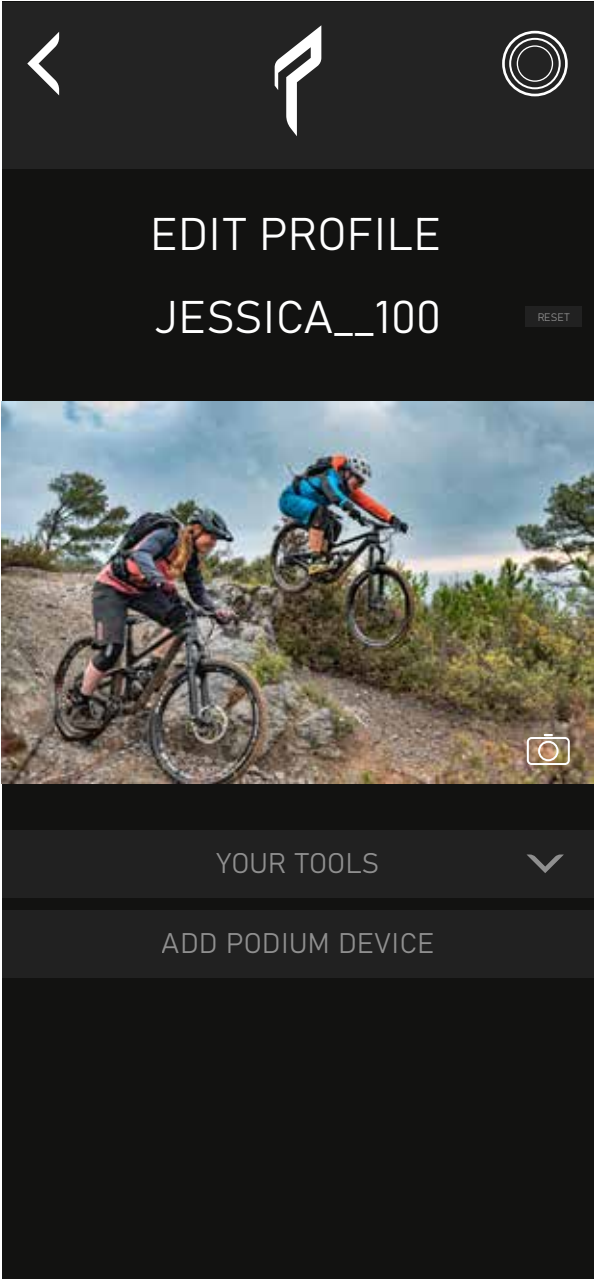 EDIT PROFILE
JESSICA__100
RESET
YOUR TOOLS
ADD PODIUM DEVICE